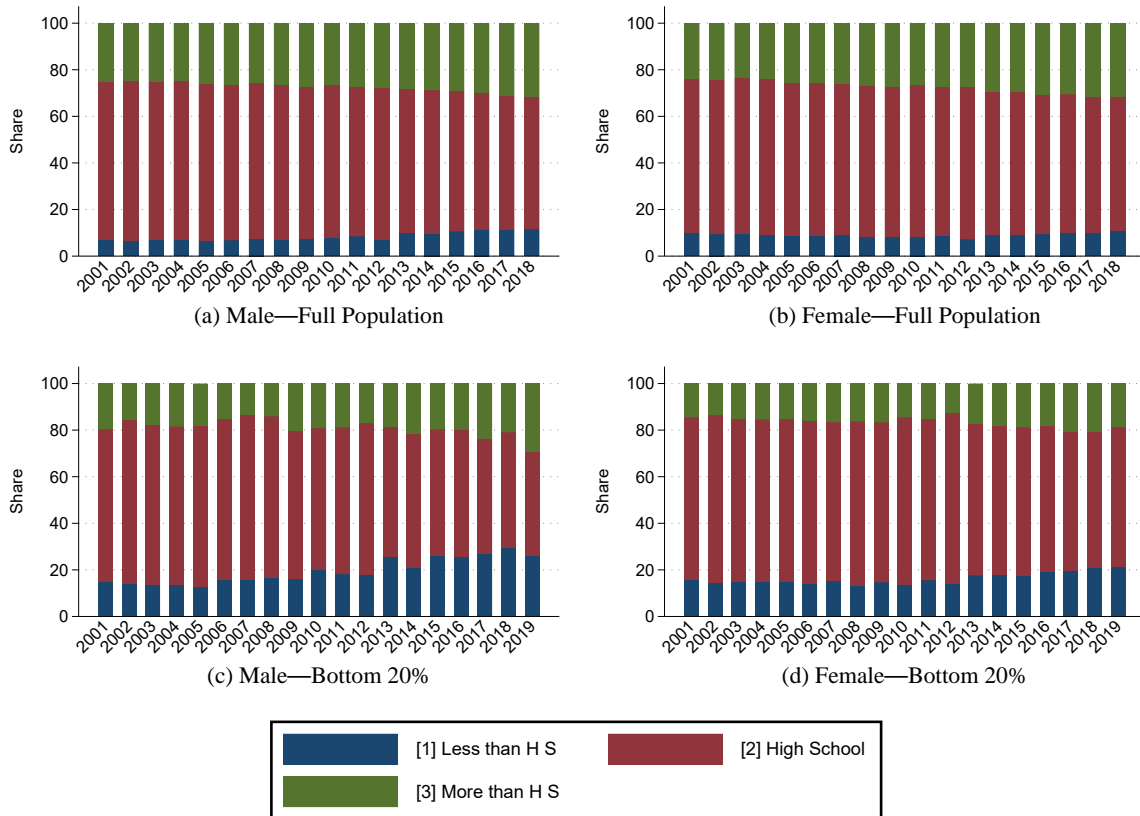 100
80
60
40
20
0
Share
2001 2002 2003 2004 2005 2006 2007 2008 2009 2010 2011 2012 2013 2014 2015 2016 2017 2018
(a) Male—Full Population
100
80
60
40
20
0
Share
2001 2002 2003 2004 2005 2006 2007 2008 2009 2010 2011 2012 2013 2014 2015 2016 2017 2018
(b) Female—Full Population
100
80
60
40
20
0
Share
2001 2002 2003 2004 2005 2006 2007 2008 2009 2010 2011 2012 2013 2014 2015 2016 2017 2018 2019
(c) Male—Bottom 20%
100
80
60
40
20
0
Share
2001 2002 2003 2004 2005 2006 2007 2008 2009 2010 2011 2012 2013 2014 2015 2016 2017 2018 2019
(d) Female—Bottom 20%
[1] Less than H S
[2] High School
[3] More than H S